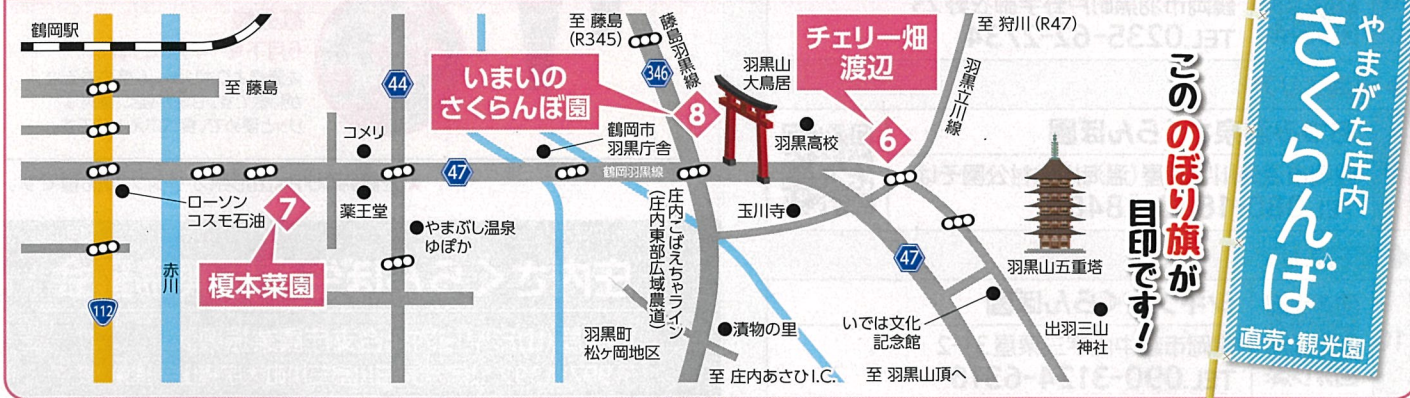 鶴岡駅
至 藤島
112
赤川
ローソン
コスモ石油
7
榎本菜園
コメリ
薬王堂
44
やまぶし温泉
ゆぽか
47
いまいの
さくらんぼ園
8
鶴岡市
羽黒庁舎
鶴岡羽黒線
至 藤島
(R345)
藤島羽黒線
346
羽黒山
大鳥居
チェリー畑
渡辺
6
羽黒高校
至 狩川(R47)
羽黒立川線
玉川寺
庄内こばえちゃライン
(庄内東部広域農道)
羽黒町
松ヶ岡地区
漬物の里
至 庄内あさひI.C.
47
いでは文化
記念館
至 羽黒山頂へ
羽黒山五重塔
出羽三山
神社
この のぼり旗が
目印です!
やまがた庄内
さくらんぼ
直売・観光園